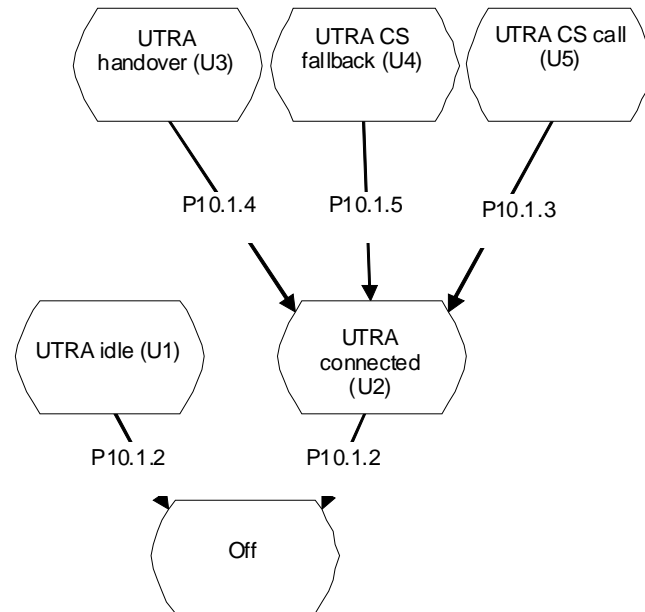 UTRA
handover (U3)
UTRA CS
fallback (U4)
UTRA CS call
(U5)
P10.1.4
P10.1.5
P10.1.3
UTRA idle (U1)
UTRA
connected
(U2)
P10.1.2
P10.1.2
Off